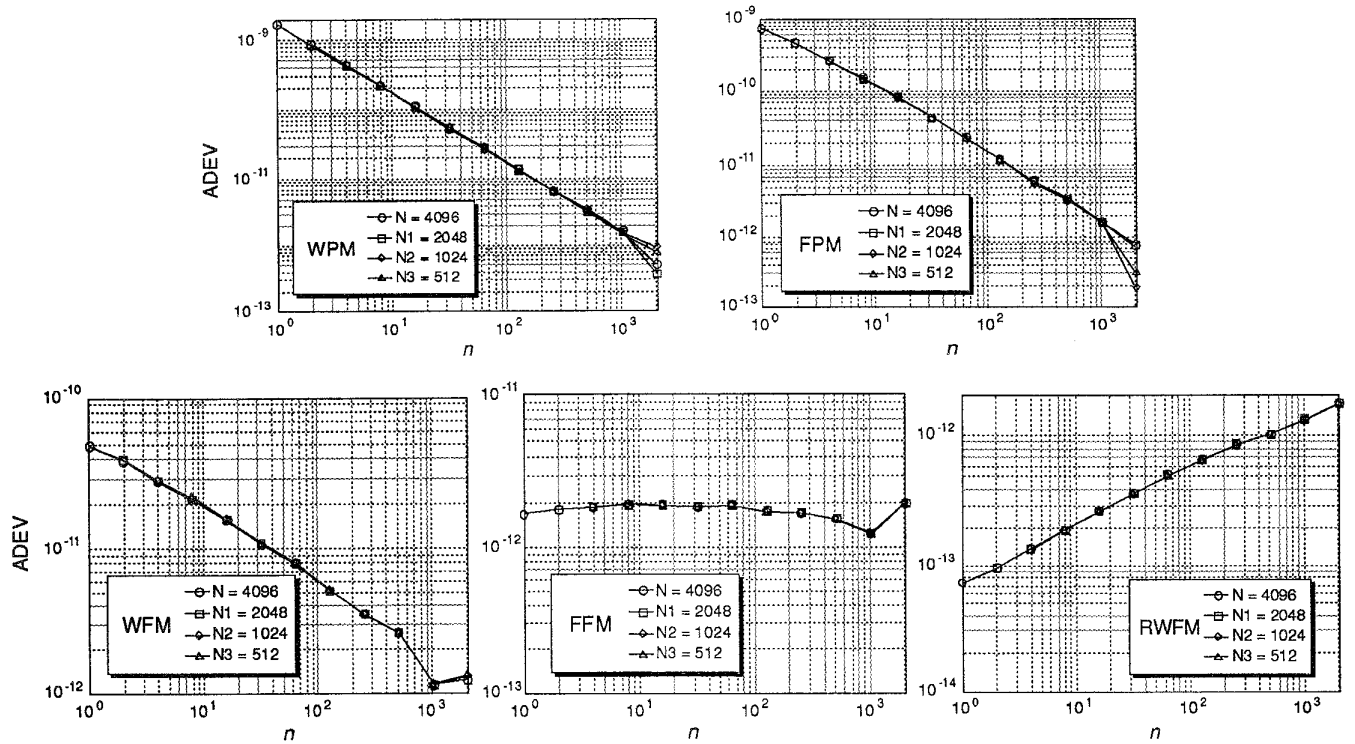 10⁻⁹
10⁻¹¹
10⁻¹³
ADEV
WPM
N = 4096
N1 = 2048
N2 = 1024
N3 = 512
10⁰ 10¹ 10² 10³
n
10⁻⁹
10⁻¹⁰
10⁻¹¹
10⁻¹²
10⁻¹³
FPM
N = 4096
N1 = 2048
N2 = 1024
N3 = 512
10⁰ 10¹ 10² 10³
n
10⁻¹⁰
10⁻¹¹
10⁻¹²
ADEV
WFM
N = 4096
N1 = 2048
N2 = 1024
N3 = 512
10⁰ 10¹ 10² 10³
n
10⁻¹¹
10⁻¹²
10⁻¹³
FFM
N = 4096
N1 = 2048
N2 = 1024
N3 = 512
10⁰ 10¹ 10² 10³
n
10⁻¹²
10⁻¹³
10⁻¹⁴
RWFM
N = 4096
N1 = 2048
N2 = 1024
N3 = 512
10⁰ 10¹ 10² 10³
n